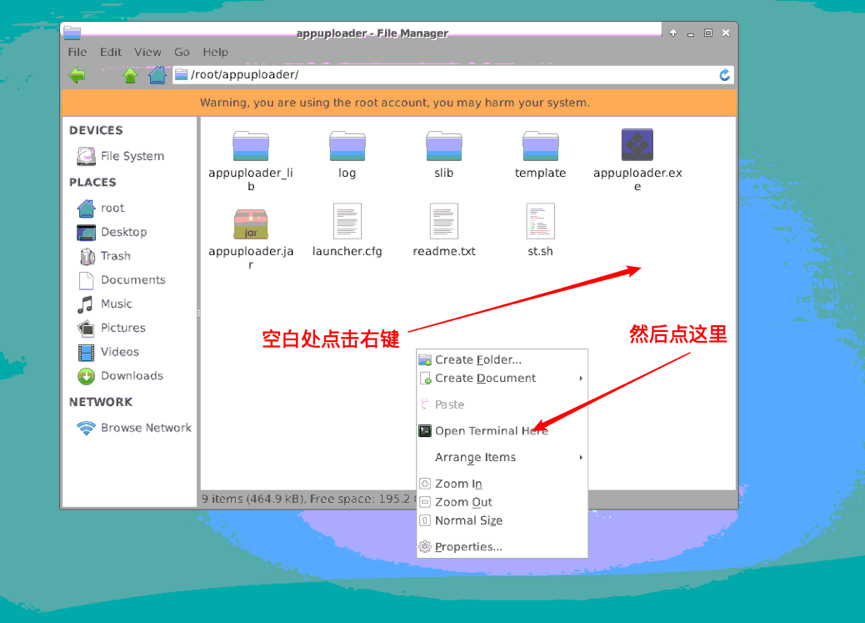 appuploader - File Manager
File Edit View Go Help
/root/appuploader/
Warning, you are using the root account, you may harm your system.
DEVICES
File System
PLACES
root
Desktop
Trash
Documents
Music
Pictures
Videos
Downloads
NETWORK
Browse Network
appuploader_li
b
log
slib
template
appuploader.ex
e
jar
appuploader.ja
r
launcher.cfg
readme.txt
st.sh
空白处点击右键
然后点这里
Create Folder...
Create Document
Paste
Open Terminal Here
Arrange Items
Zoom In
Zoom Out
Normal Size
Properties...
9 items (464.9 kB), Free space: 195.2